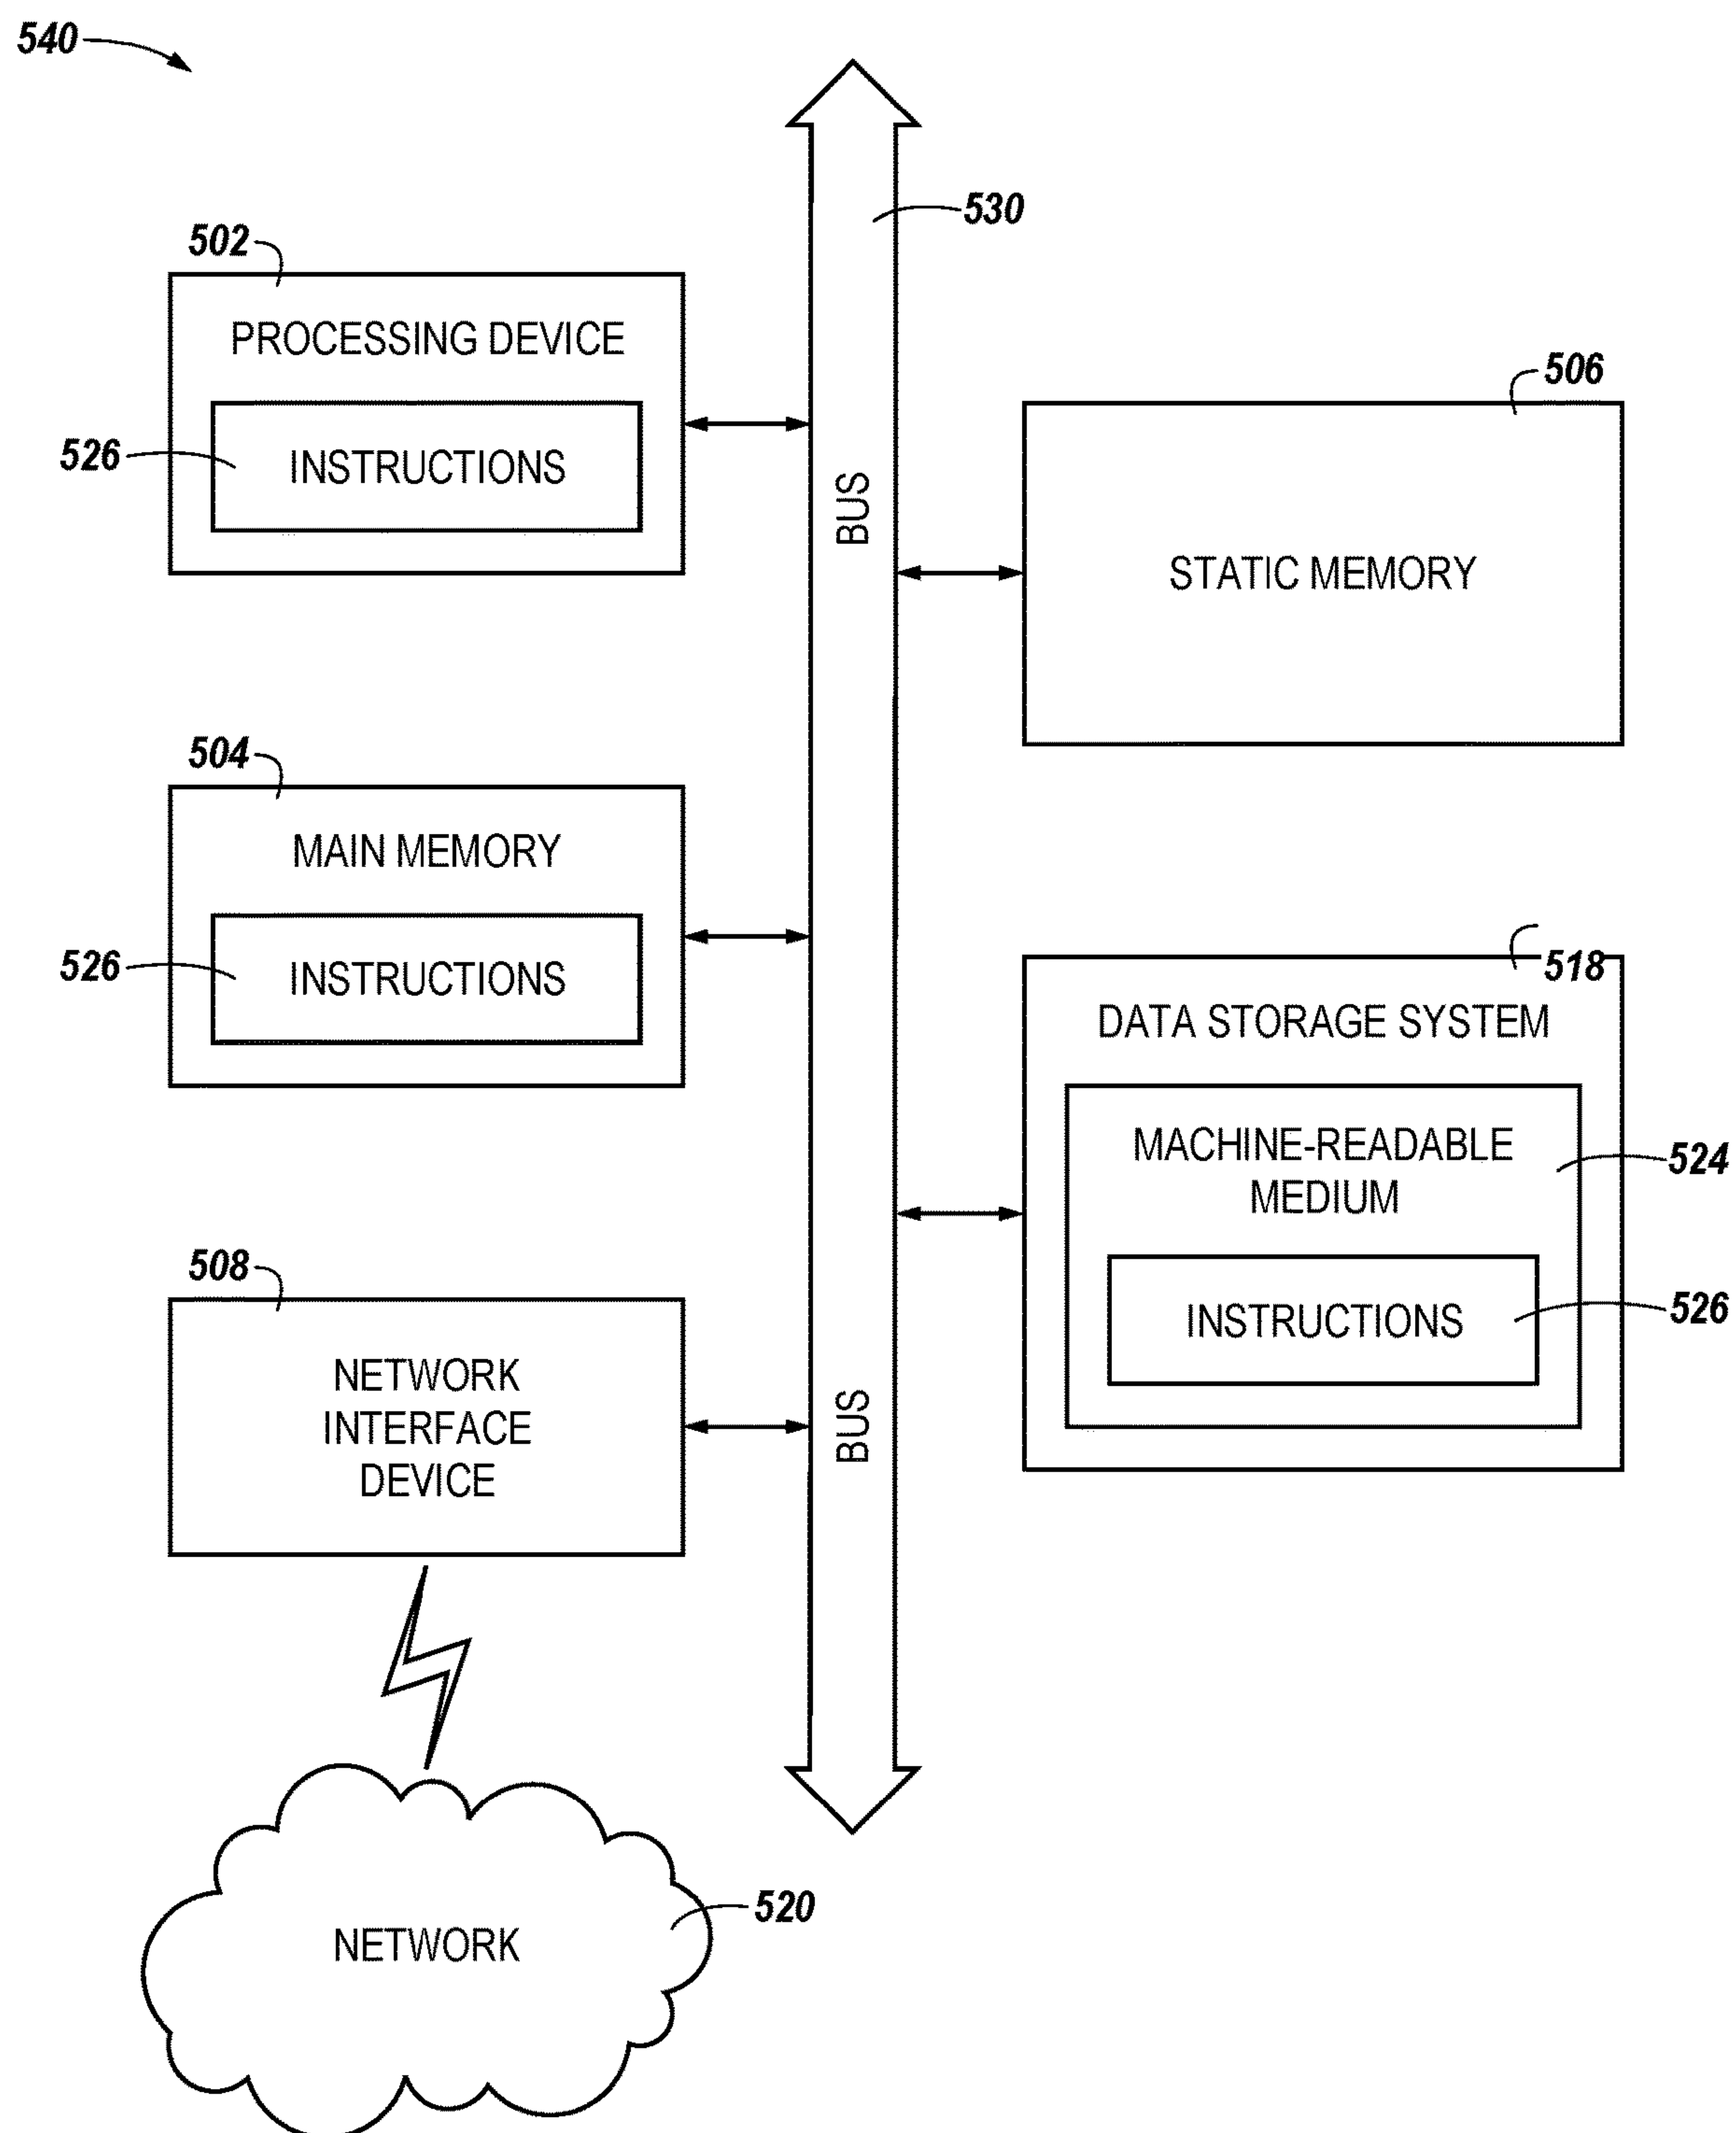 540
530
502
PROCESSING DEVICE
526
INSTRUCTIONS
BUS
506
STATIC MEMORY
504
MAIN MEMORY
526
INSTRUCTIONS
518
DATA STORAGE SYSTEM
MACHINE-READABLE
MEDIUM
524
INSTRUCTIONS
526
508
NETWORK
INTERFACE
DEVICE
BUS
NETWORK
520